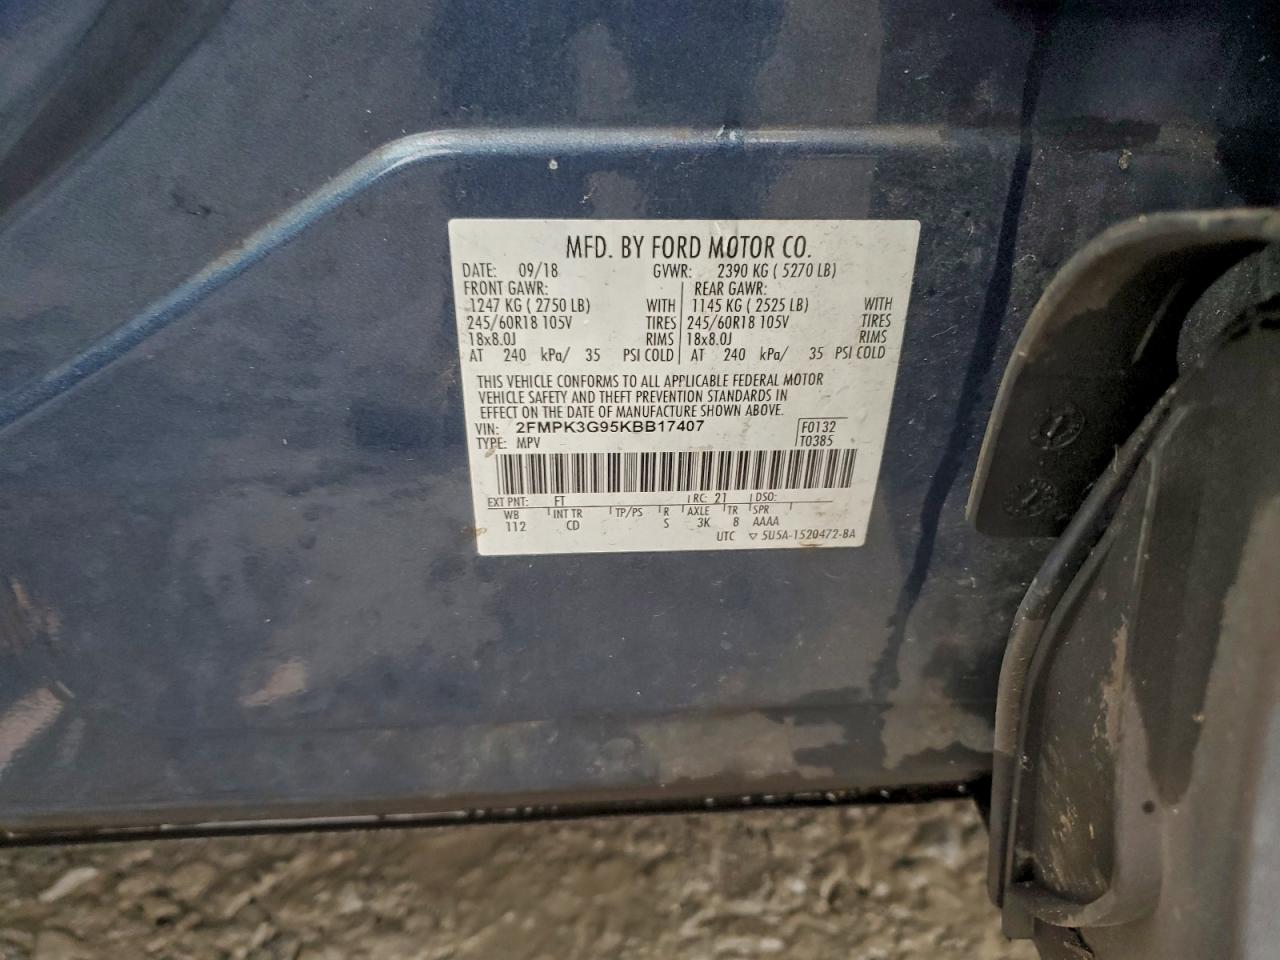 MFD. BY FORD MOTOR CO.
DATE: 09/18 GVWR: 2390 KG ( 5270 LB)
FRONT GAWR: REAR GAWR:
1247 KG ( 2750 LB) WITH 1145 KG ( 2525 LB) WITH
245/60R18 105V TIRES 245/60R18 105V TIRES
18x8.0J RIMS 18x8.0J RIMS
AT 240 kPa/ 35 PSI COLD AT 240 kPa/ 35 PSI COLD
THIS VEHICLE CONFORMS TO ALL APPLICABLE FEDERAL MOTOR
VEHICLE SAFETY AND THEFT PREVENTION STANDARDS IN
EFFECT ON THE DATE OF MANUFACTURE SHOWN ABOVE.
VIN: 2FMPK3G95KBB17407 F0132
TYPE: MPV T0385
EXT PNT: FT RC: 21 DSO:
WB INT TR TP/PS R AXLE TR SPR
112 CD S 3K 8 AAAA
UTC ▽ 5U5A-1520472-BA